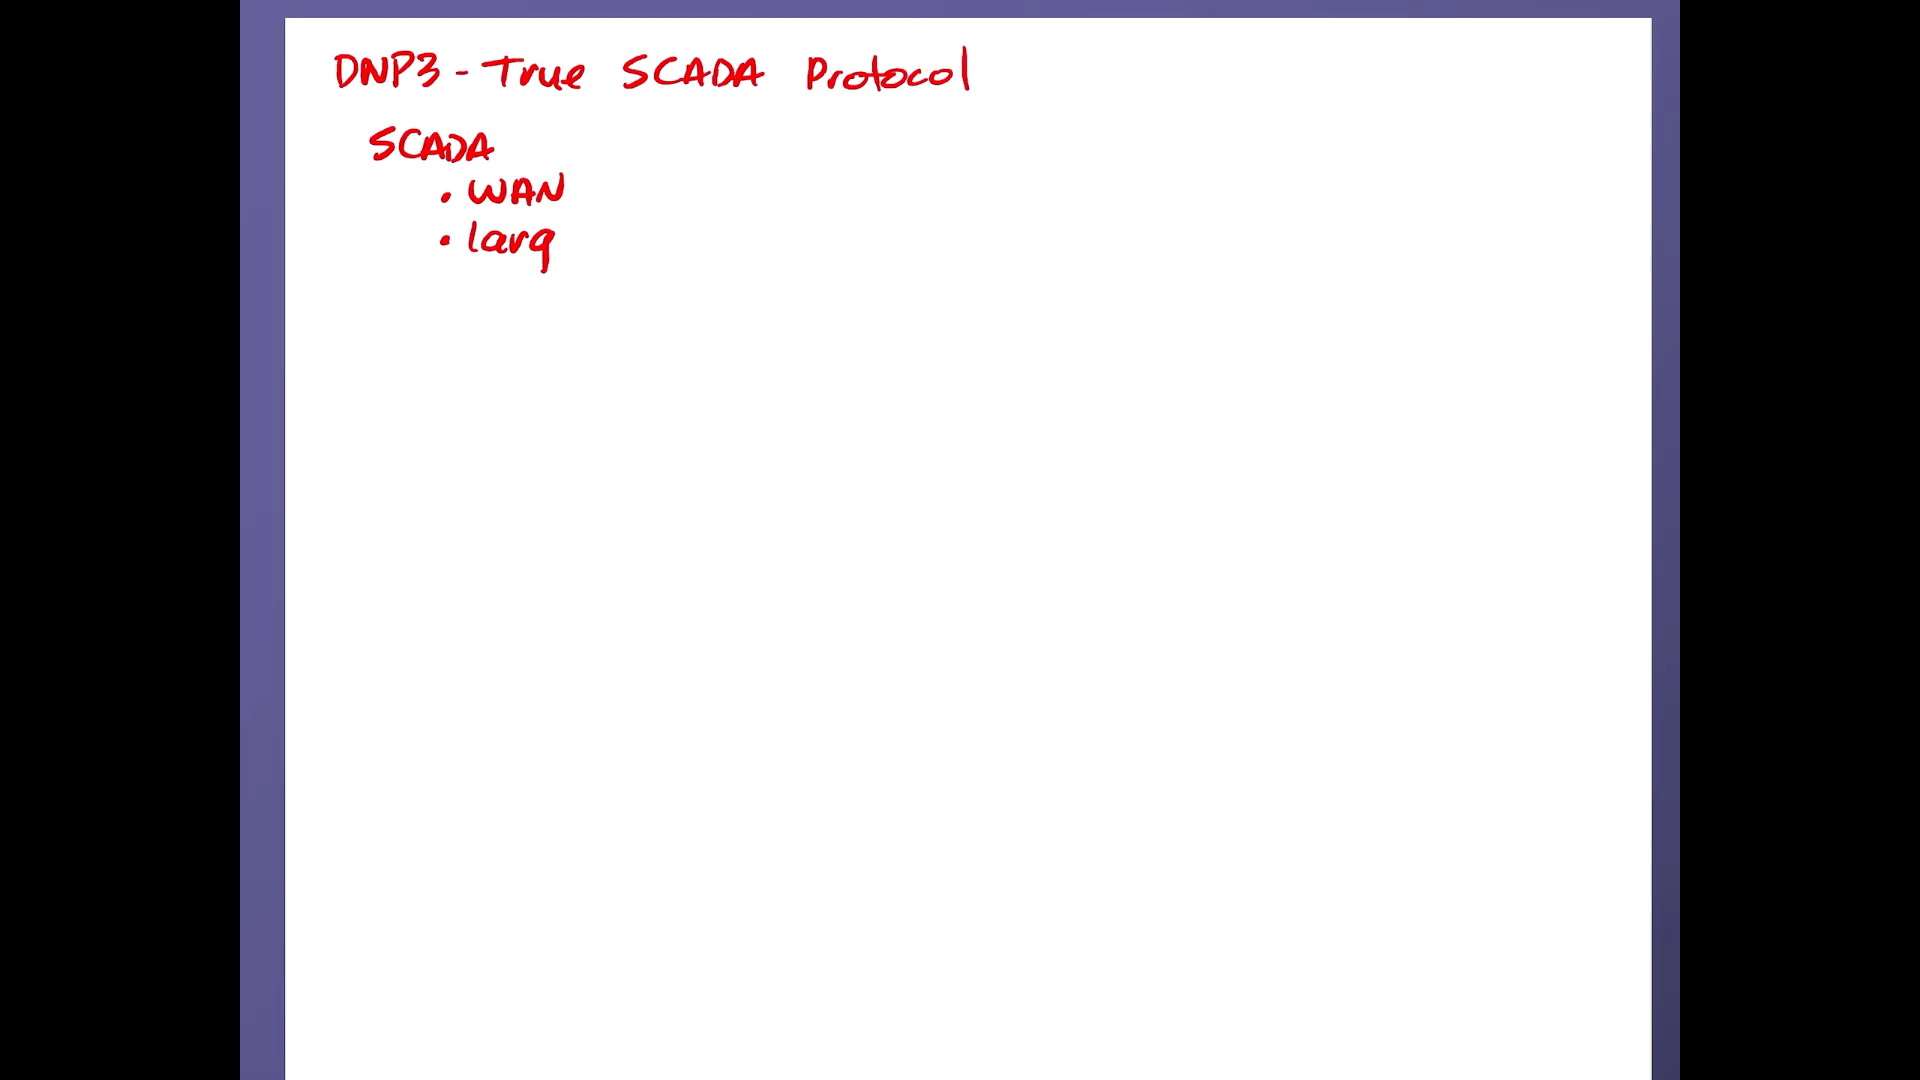 DNP3 - True SCADA Protocol
SCADA
• WAN
• larg